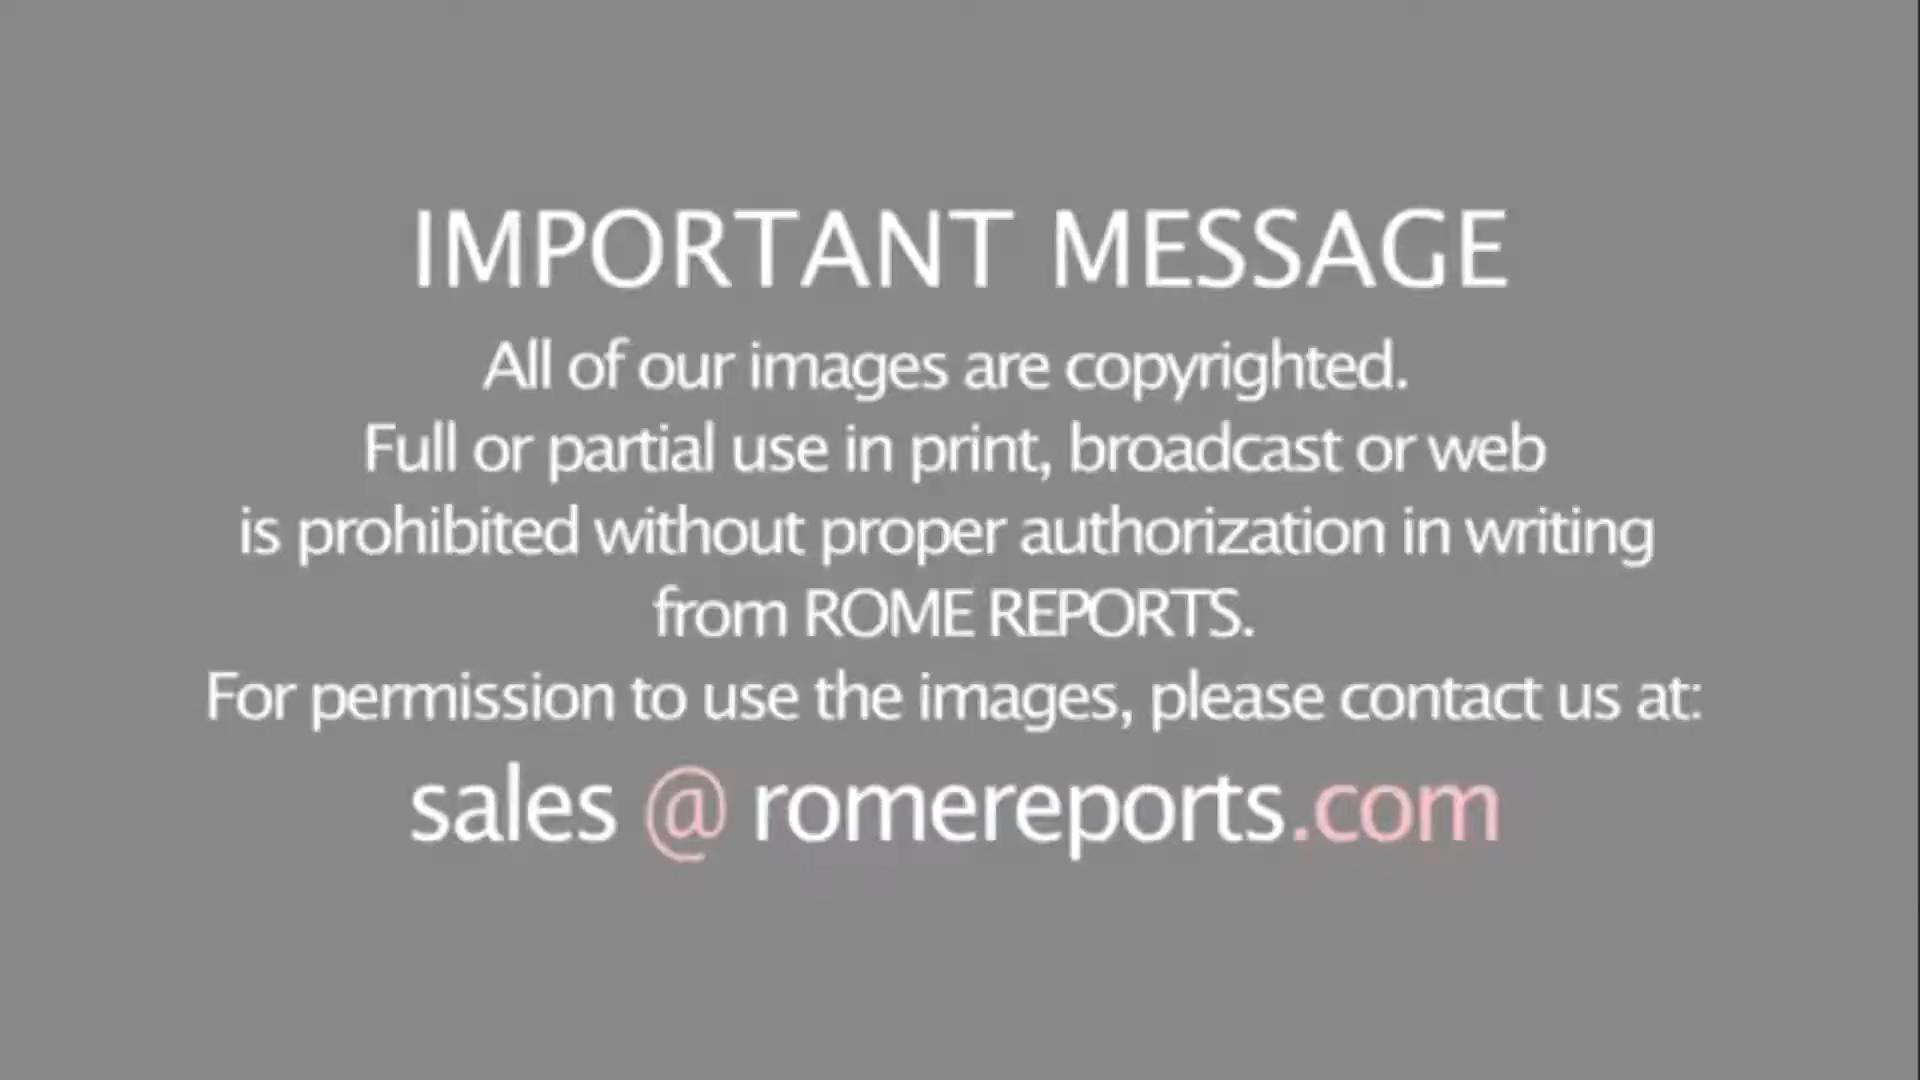 IMPORTANT MESSAGE
All of our images are copyrighted.
Full or partial use in print, broadcast or web
is prohibited without proper authorization in writing
from ROME REPORTS.
For permission to use the images, please contact us at:
sales @ romereports.com